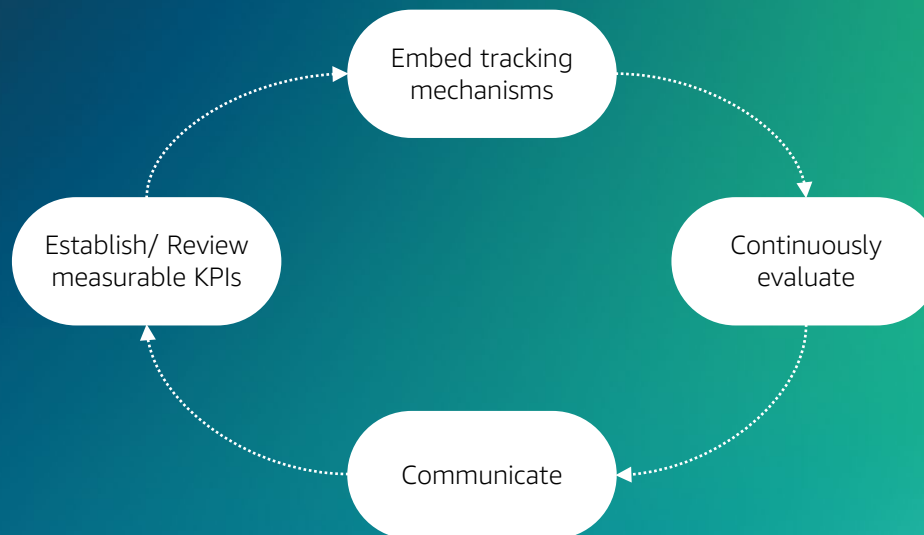 Embed tracking
mechanisms
Establish/ Review
measurable KPIs
Continuously
evaluate
Communicate